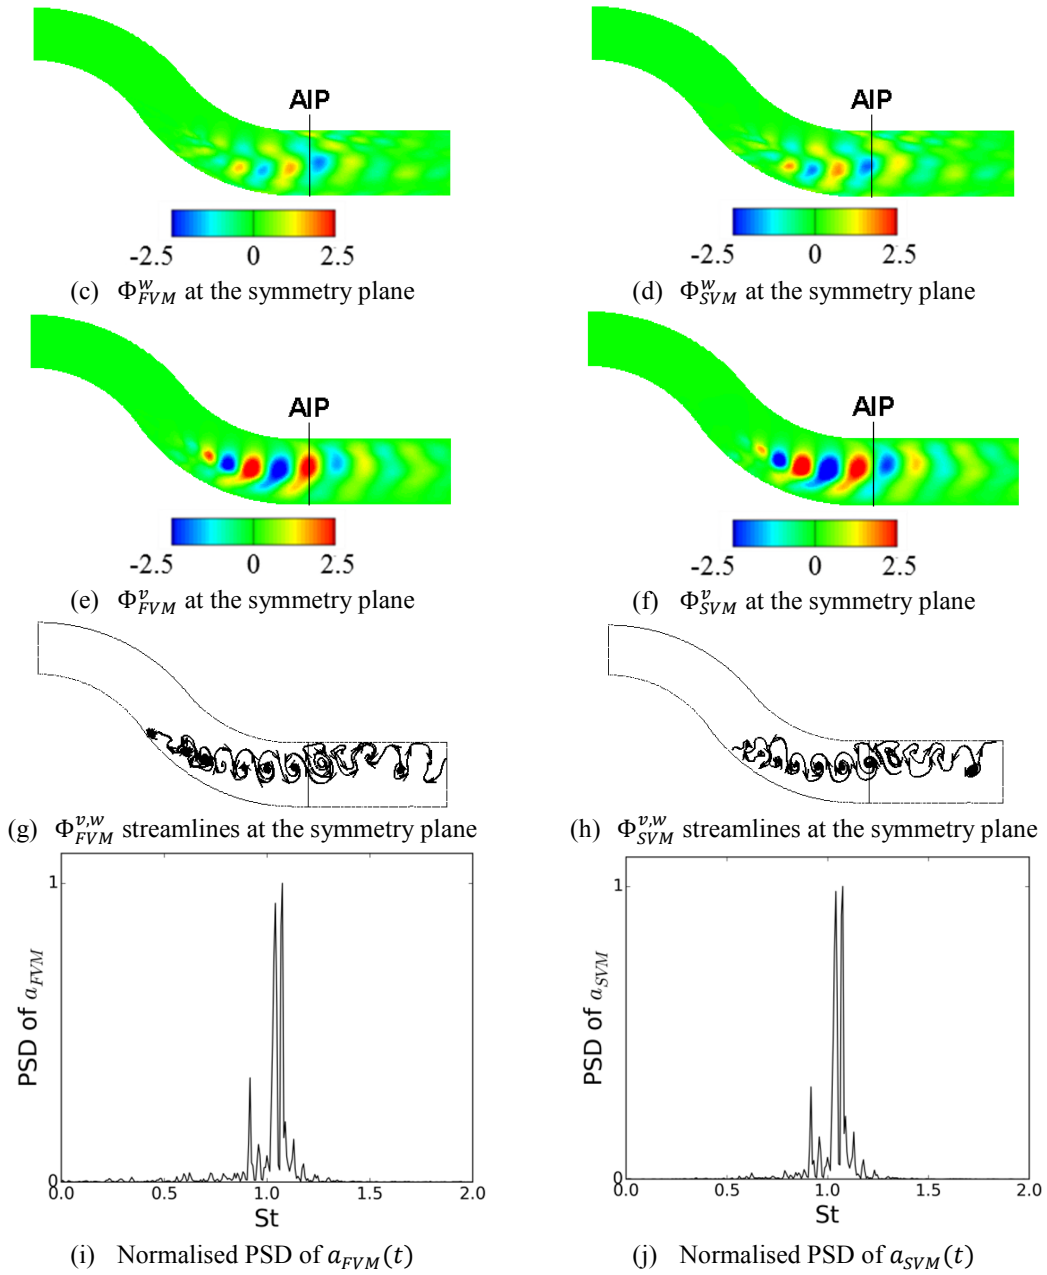 AIP
AIP
-2.5 0 2.5
-2.5 0 2.5
(c) Φ^w_FVM at the symmetry plane
(d) Φ^w_SVM at the symmetry plane
AIP
AIP
-2.5 0 2.5
-2.5 0 2.5
(e) Φ^v_FVM at the symmetry plane
(f) Φ^v_SVM at the symmetry plane
(g) Φ^v,w_FVM streamlines at the symmetry plane
(h) Φ^v,w_SVM streamlines at the symmetry plane
1
PSD of a_FVM
0
0.0 0.5 1.0 1.5 2.0
St
1
PSD of a_SVM
0
0.0 0.5 1.0 1.5 2.0
St
(i) Normalised PSD of a_FVM(t)
(j) Normalised PSD of a_SVM(t)